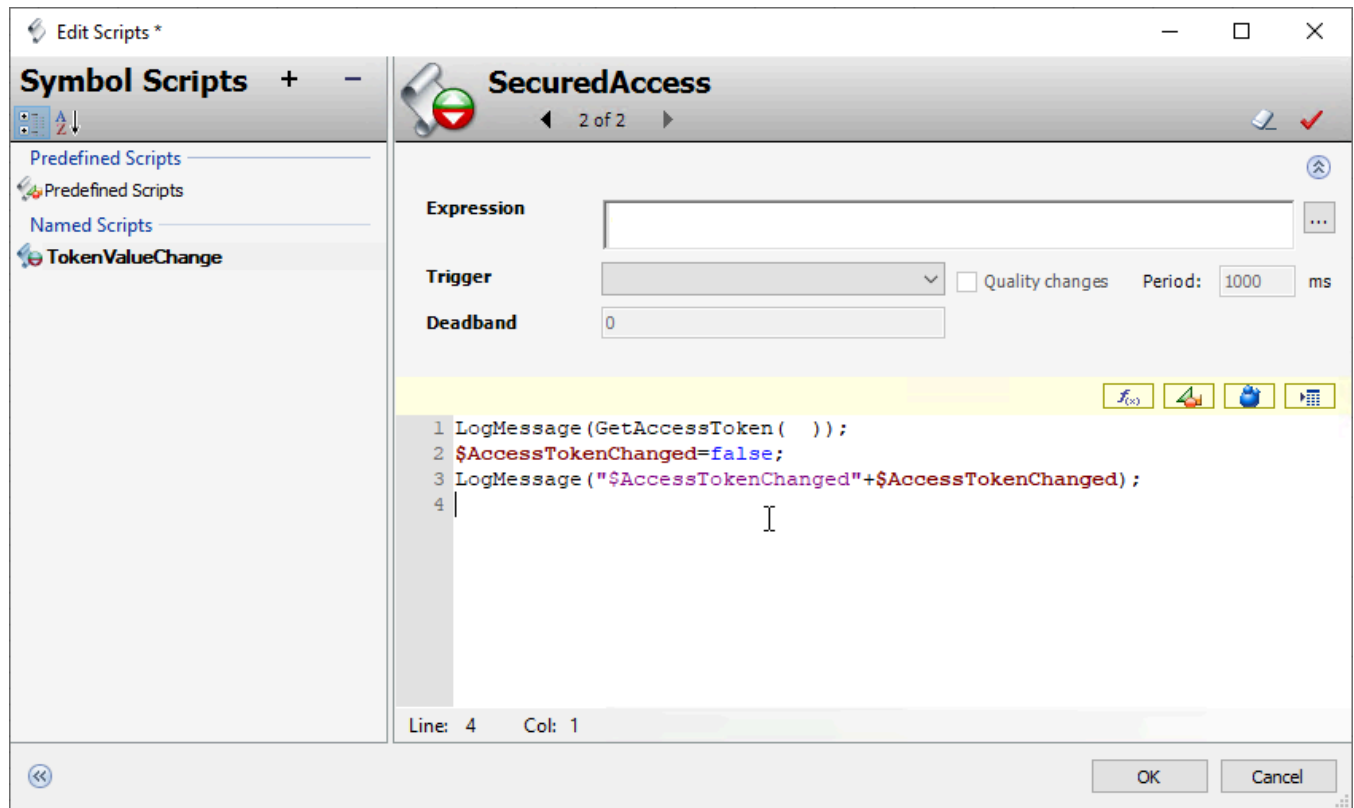 Edit Scripts *
Symbol Scripts + −
SecuredAccess
2 of 2
Predefined Scripts
Predefined Scripts
Named Scripts
TokenValueChange
Expression
...
Trigger
Quality changes Period: 1000 ms
Deadband 0
f(x)
1 LogMessage(GetAccessToken(  ));
2 $AccessTokenChanged=false;
3 LogMessage("$AccessTokenChanged"+$AccessTokenChanged);
4
Line: 4 Col: 1
OK Cancel